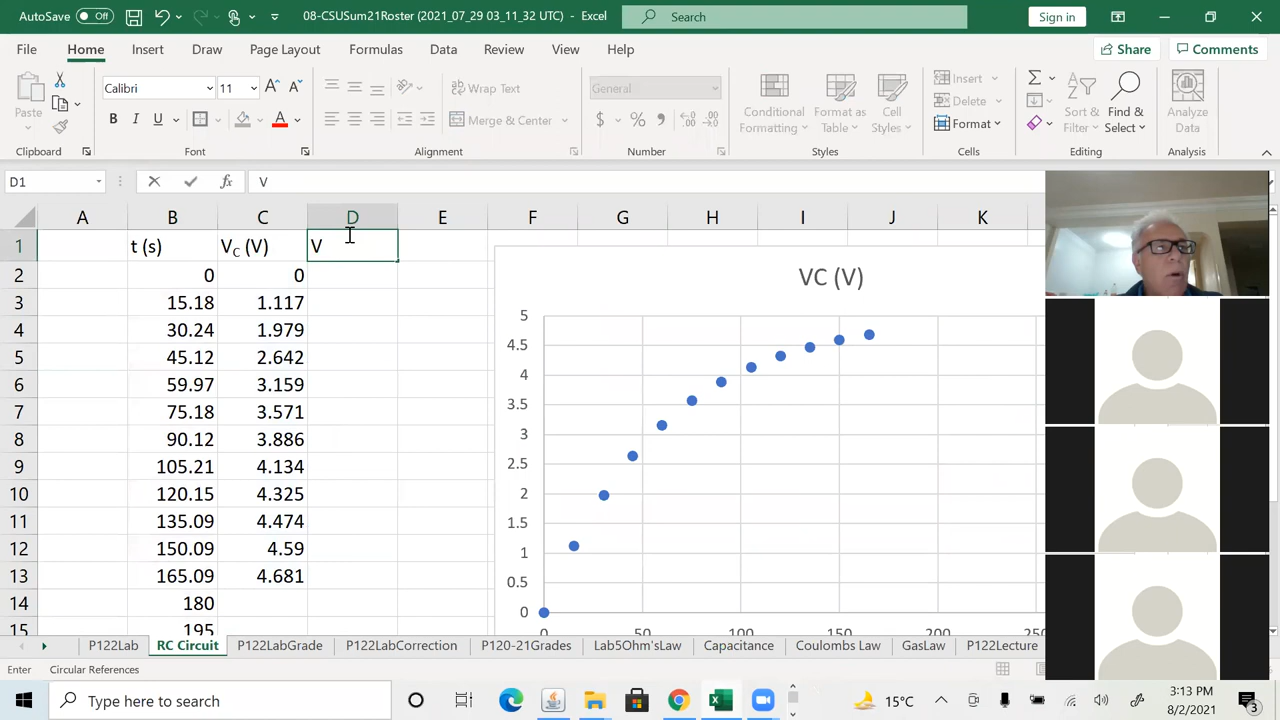 AutoSave Off 08-CSUSum21Roster (2021_07_29 03_11_32 UTC) - Excel Search Sign in
File Home Insert Draw Page Layout Formulas Data Review View Help Share Comments
Paste
Clipboard
Calibri 11
B I U A
Font
Wrap Text
Merge & Center
Alignment
General
$ % ,
Number
Conditional Formatting
Format as Table
Cell Styles
Styles
Insert
Delete
Format
Cells
Sort & Filter
Find & Select
Editing
Analyze Data
Analysis
D1 fx V
A B C D E F G H I J K
1 t (s) VC (V) V
2 0 0
3 15.18 1.117
4 30.24 1.979
5 45.12 2.642
6 59.97 3.159
7 75.18 3.571
8 90.12 3.886
9 105.21 4.134
10 120.15 4.325
11 135.09 4.474
12 150.09 4.59
13 165.09 4.681
14 180
15 195
VC (V)
5
4.5
4
3.5
3
2.5
2
1.5
1
0.5
0
0 50 100 150 200
P122Lab RC Circuit P122LabGrade P122LabCorrection P120-21Grades Lab5Ohm'sLaw Capacitance Coulombs Law GasLaw P122Lecture
Enter Circular References
Type here to search
15°C
3:13 PM
8/2/2021
3